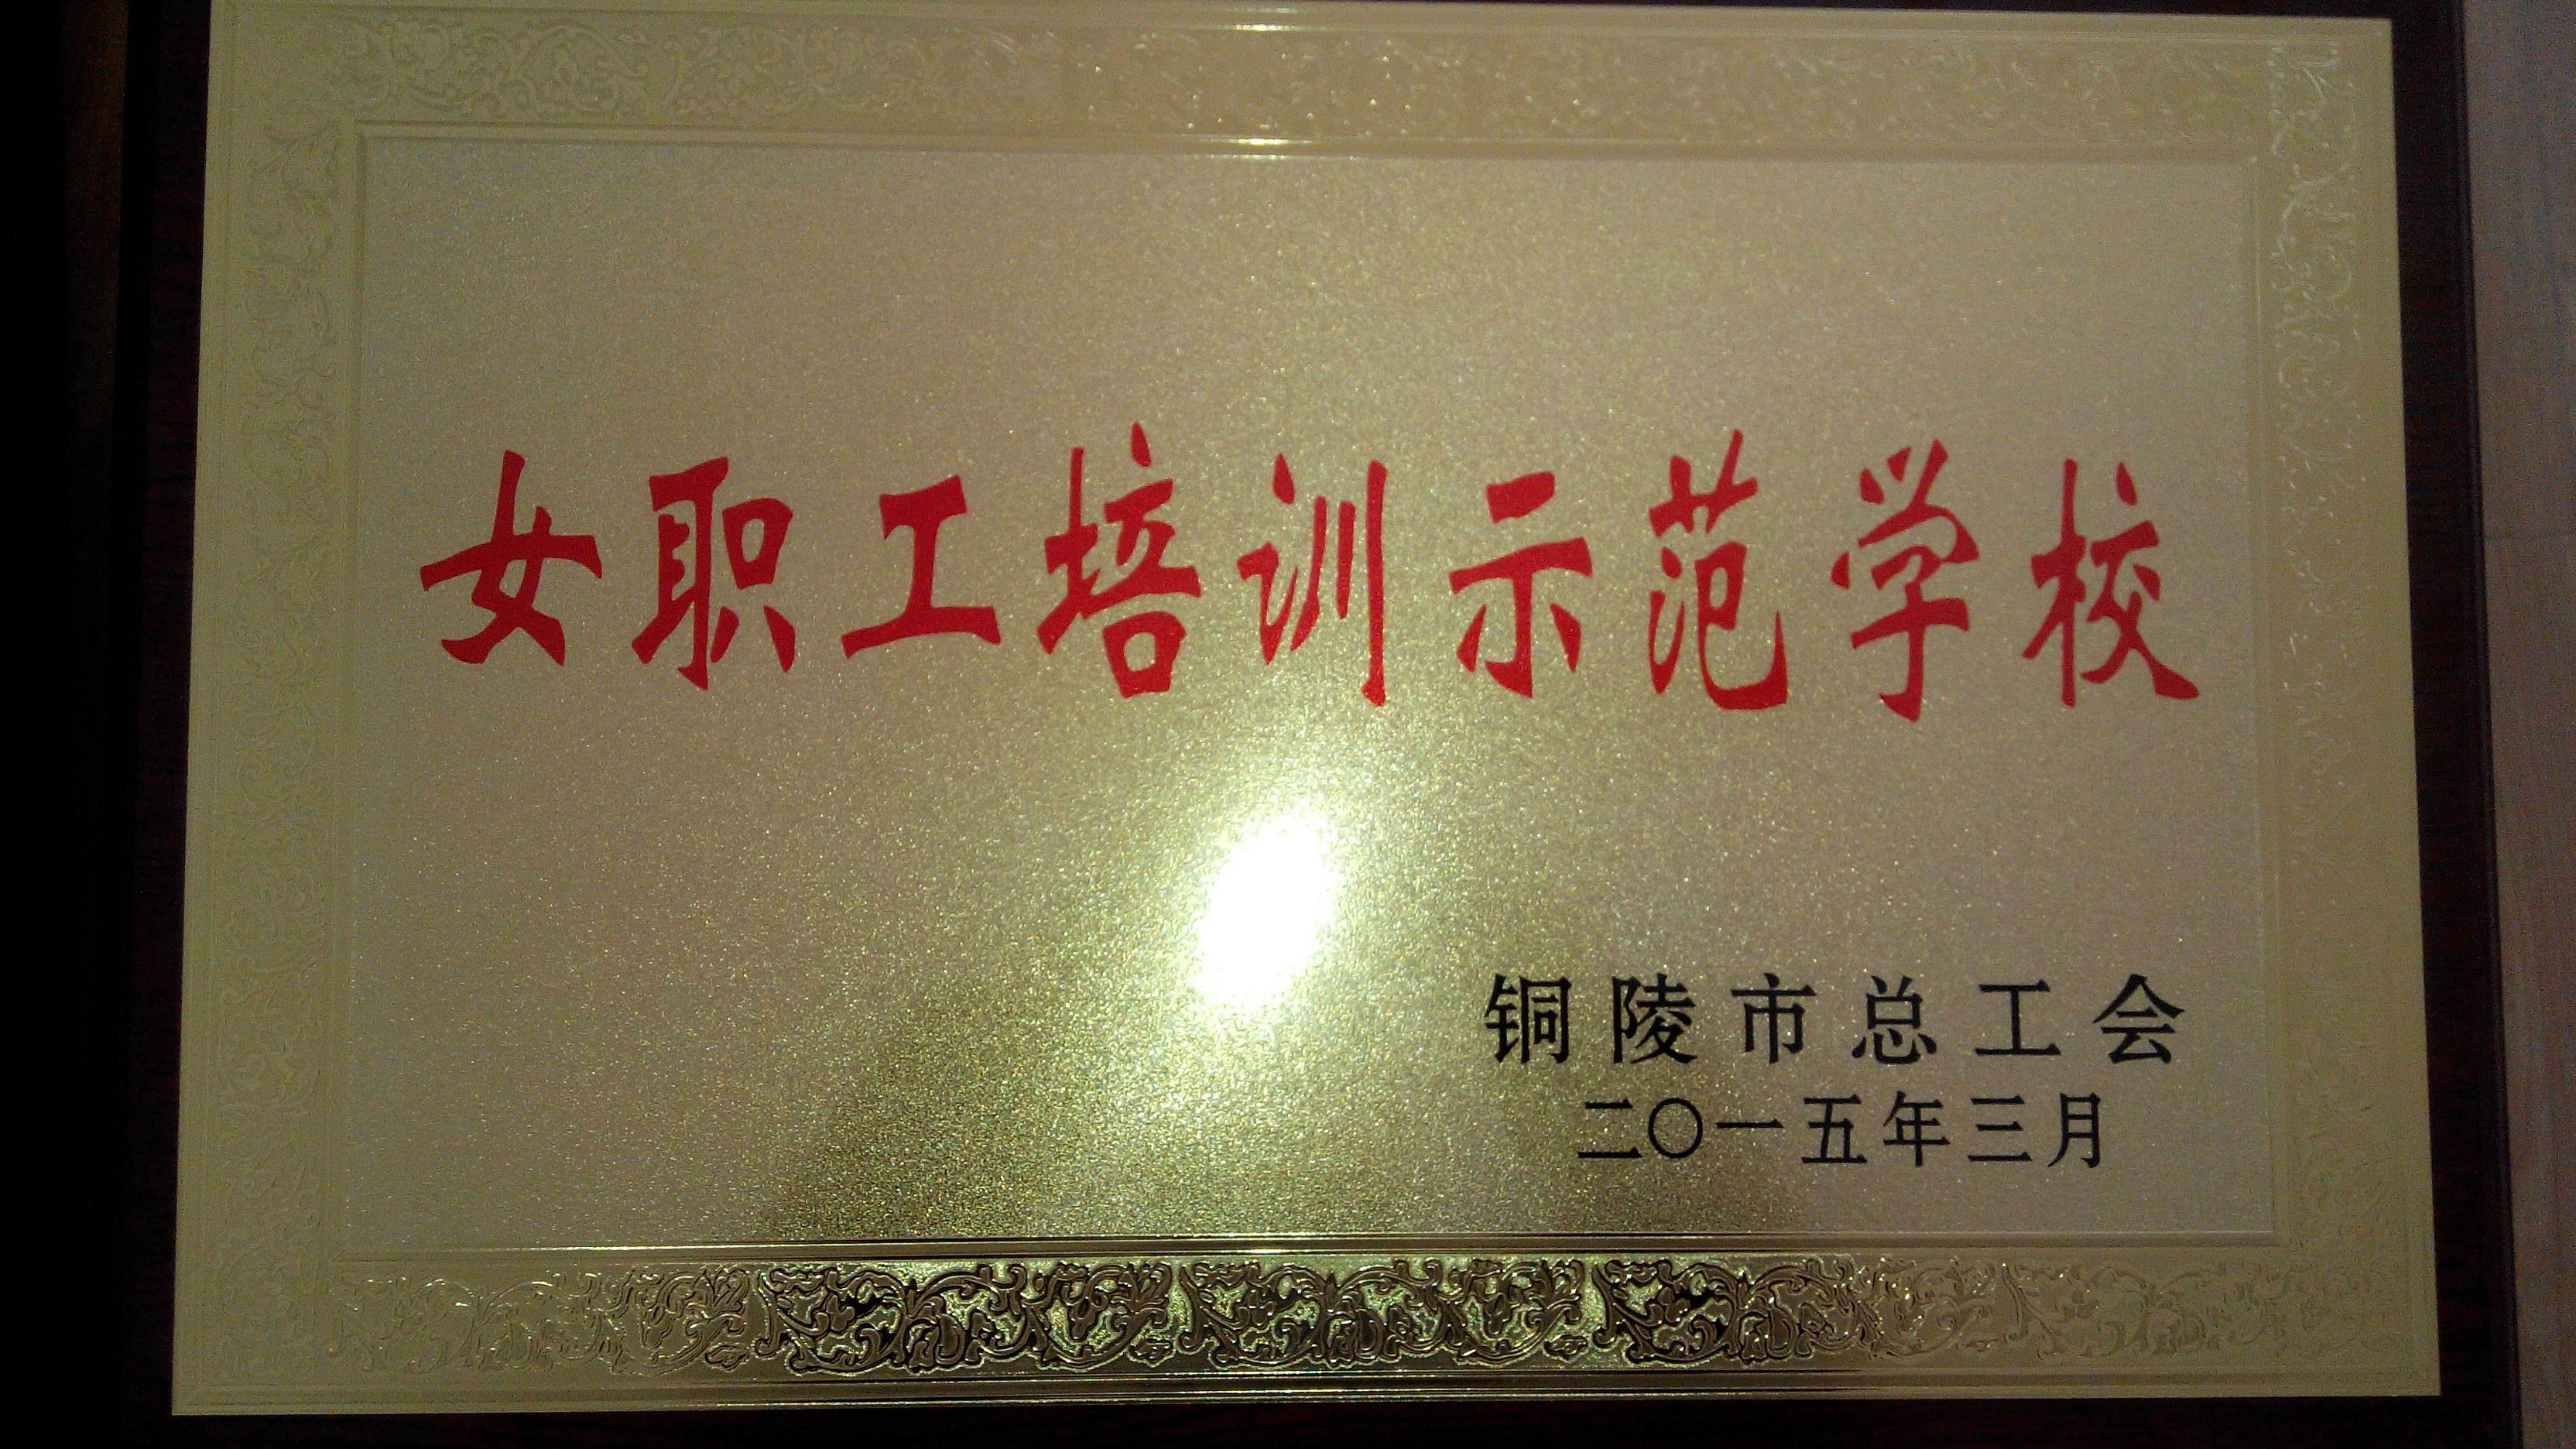 女职工培训示范学校
铜陵市总工会
二〇一五年三月